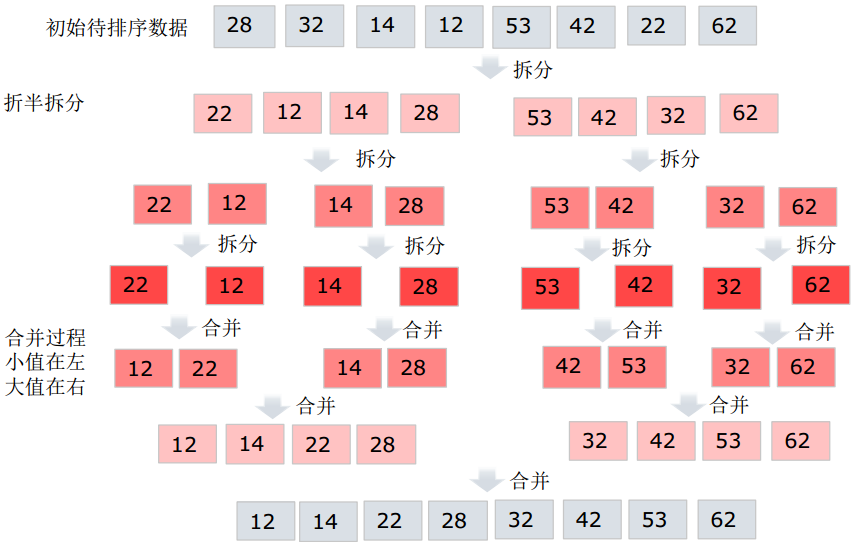 初始待排序数据 28 32 14 12 53 42 22 62
拆分
折半拆分 22 12 14 28 53 42 32 62
拆分 拆分
22 12 14 28 53 42 32 62
拆分 拆分 拆分 拆分
22 12 14 28 53 42 32 62
合并 合并 合并 合并
合并过程
小值在左
大值在右
12 22 14 28 42 53 32 62
合并 合并
12 14 22 28 32 42 53 62
合并
12 14 22 28 32 42 53 62